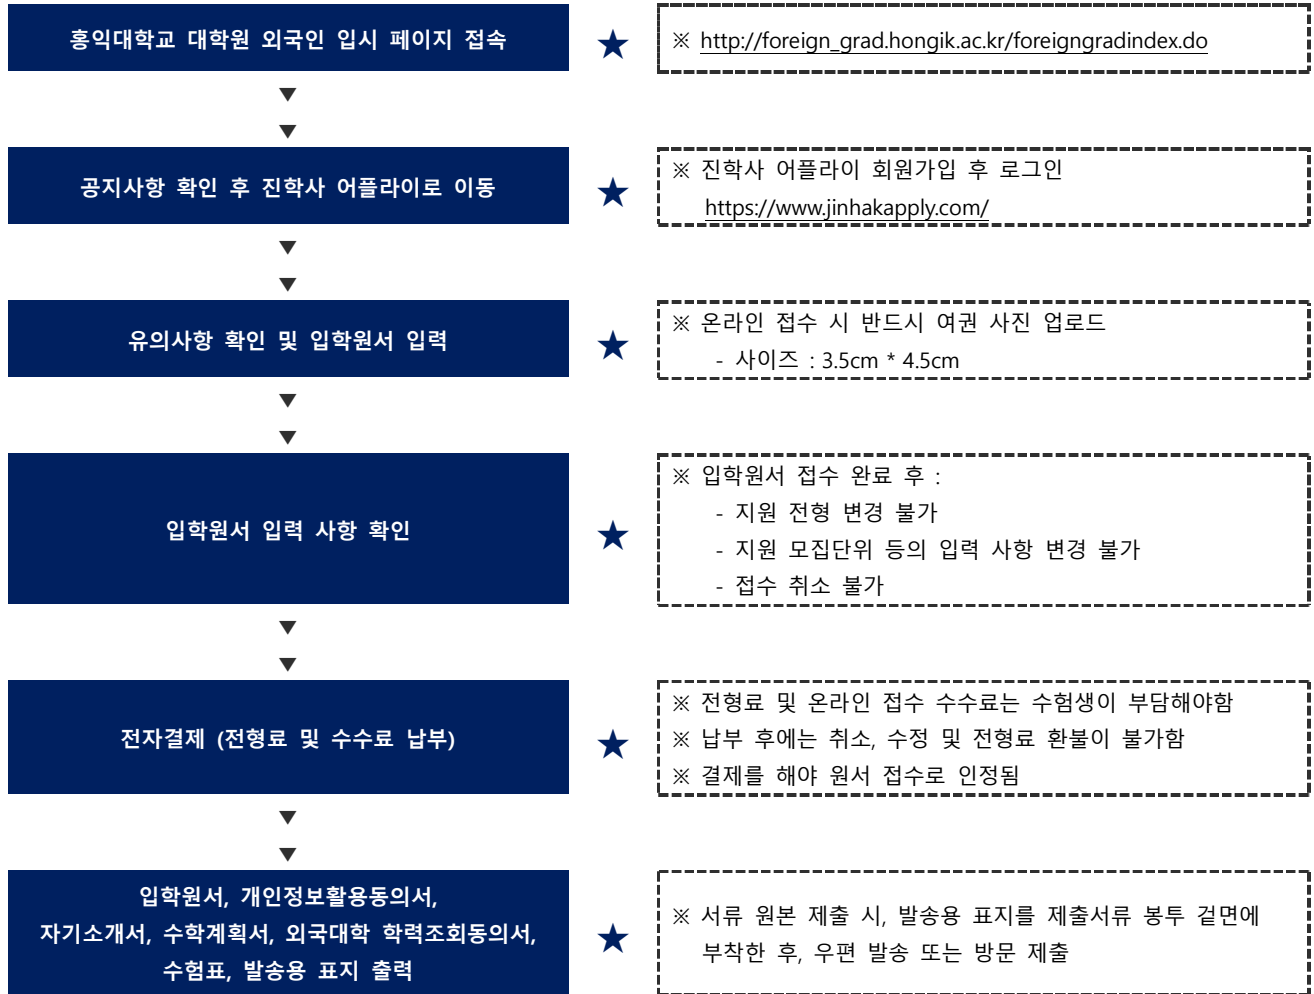 홍익대학교 대학원 외국인 입시 페이지 접속
★
※ http://foreign_grad.hongik.ac.kr/foreigngradindex.do
▼
▼
공지사항 확인 후 진학사 어플라이로 이동
★
※ 진학사 어플라이 회원가입 후 로그인
https://www.jinhakapply.com/
▼
▼
유의사항 확인 및 입학원서 입력
★
※ 온라인 접수 시 반드시 여권 사진 업로드
- 사이즈 : 3.5cm * 4.5cm
▼
▼
입학원서 입력 사항 확인
★
※ 입학원서 접수 완료 후 :
- 지원 전형 변경 불가
- 지원 모집단위 등의 입력 사항 변경 불가
- 접수 취소 불가
▼
▼
전자결제 (전형료 및 수수료 납부)
★
※ 전형료 및 온라인 접수 수수료는 수험생이 부담해야함
※ 납부 후에는 취소, 수정 및 전형료 환불이 불가함
※ 결제를 해야 원서 접수로 인정됨
▼
▼
입학원서, 개인정보활용동의서,
자기소개서, 수학계획서, 외국대학 학력조회동의서,
수험표, 발송용 표지 출력
★
※ 서류 원본 제출 시, 발송용 표지를 제출서류 봉투 겉면에
부착한 후, 우편 발송 또는 방문 제출